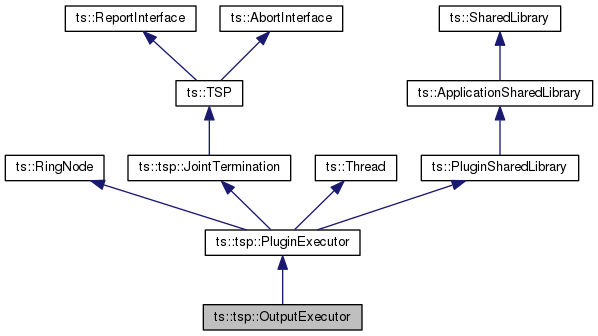 ts::ReportInterface ts::AbortInterface ts::SharedLibrary
ts::TSP ts::ApplicationSharedLibrary
ts::RingNode ts::tsp::JointTermination ts::Thread ts::PluginSharedLibrary
ts::tsp::PluginExecutor
ts::tsp::OutputExecutor